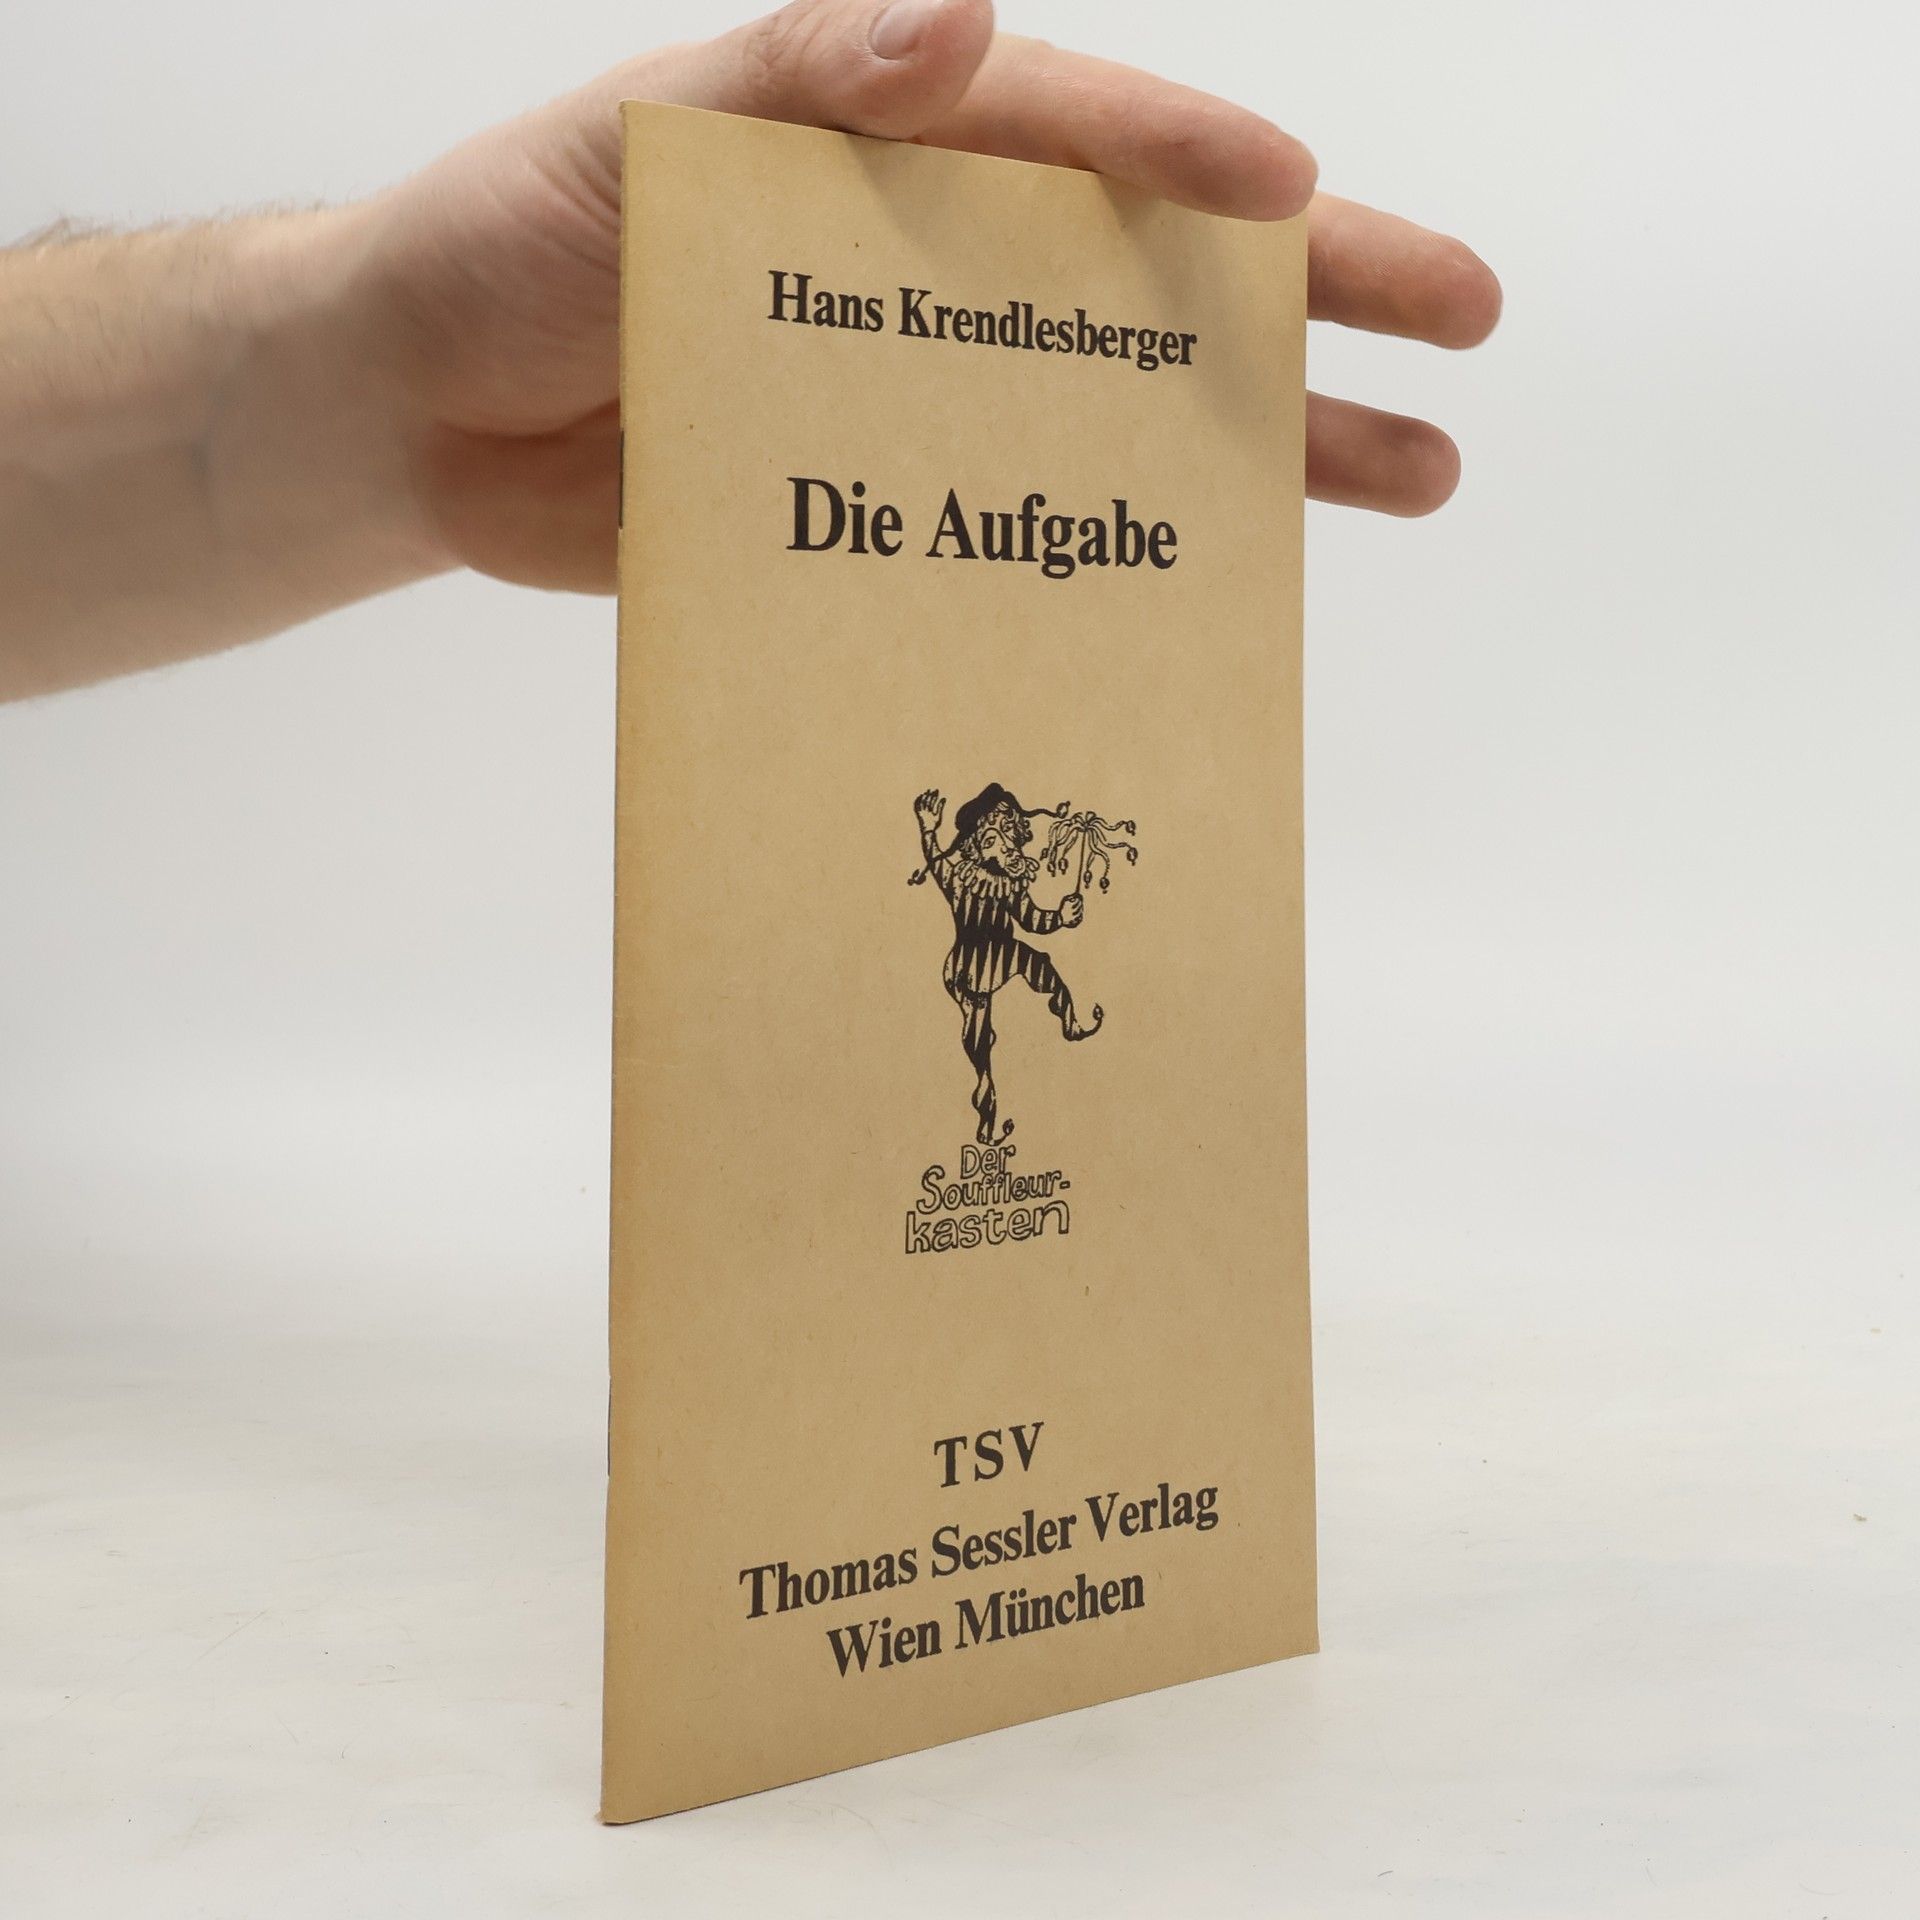 Hans Krendlesberger
Die Aufgabe
Der
Souffleur-
kasten
TSV
Thomas Sessler Verlag
Wien München